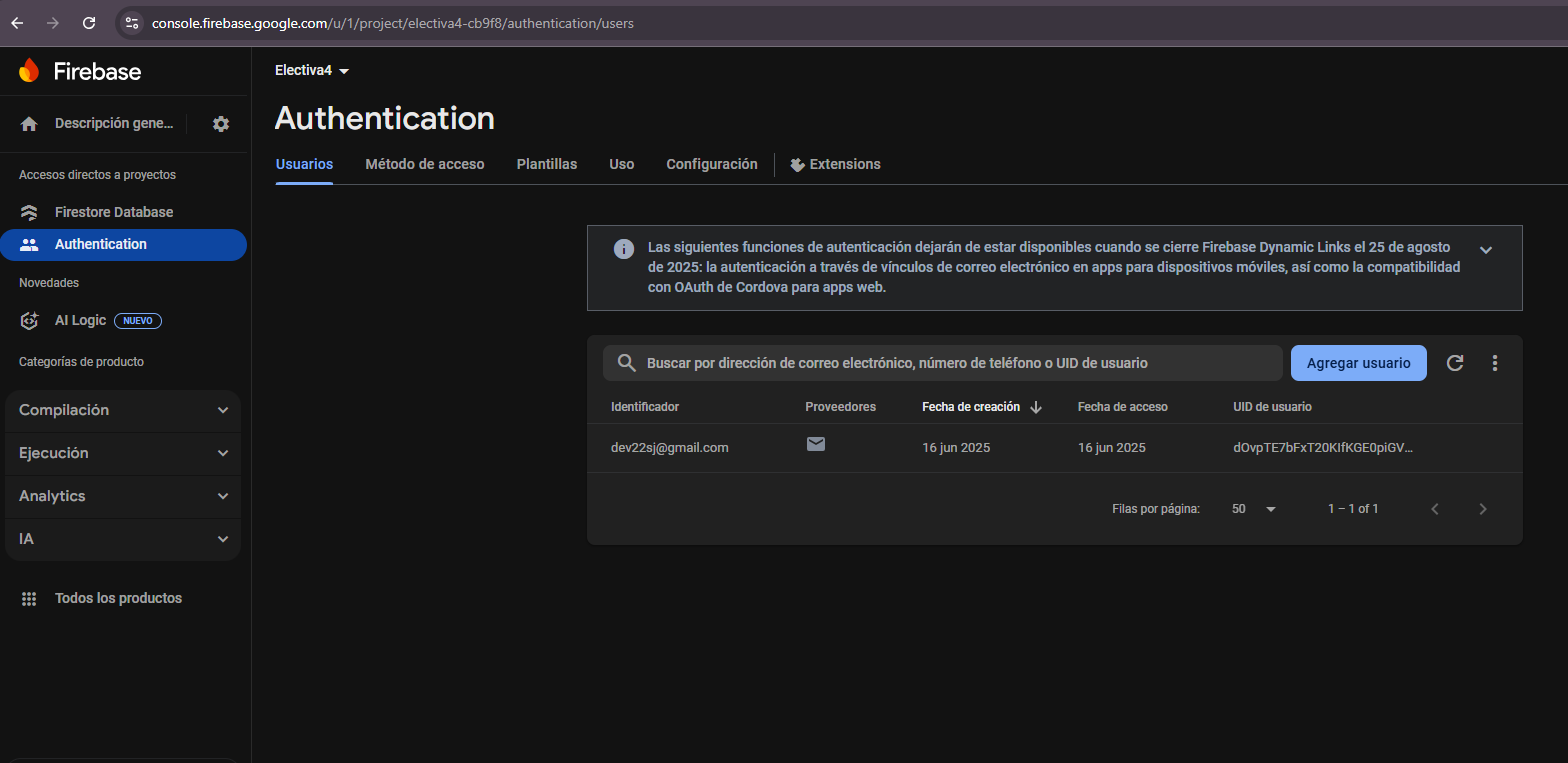 console.firebase.google.com/u/1/project/electiva4-cb9f8/authentication/users
Firebase
Descripción gene...
Accesos directos a proyectos
Firestore Database
Authentication
Novedades
AI Logic NUEVO
Categorías de producto
Compilación
Ejecución
Analytics
IA
Todos los productos
Electiva4
Authentication
Usuarios Método de acceso Plantillas Uso Configuración Extensions
Las siguientes funciones de autenticación dejarán de estar disponibles cuando se cierre Firebase Dynamic Links el 25 de agosto
de 2025: la autenticación a través de vínculos de correo electrónico en apps para dispositivos móviles, así como la compatibilidad
con OAuth de Cordova para apps web.
Buscar por dirección de correo electrónico, número de teléfono o UID de usuario Agregar usuario
Identificador Proveedores Fecha de creación Fecha de acceso UID de usuario
dev22sj@gmail.com 16 jun 2025 16 jun 2025 dOvpTE7bFxT20KIfKGE0piGV...
Filas por página: 50 1 – 1 of 1